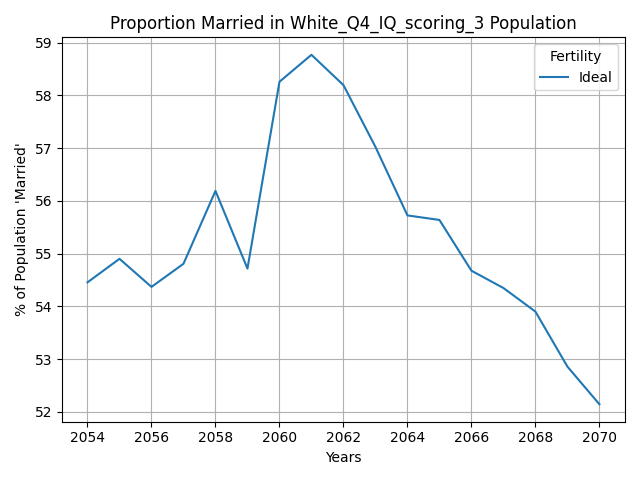 Proportion Married in White_Q4_IQ_scoring_3 Population
59
58
57
56
55
54
53
52
% of Population 'Married'
Fertility
Ideal
2054 2056 2058 2060 2062 2064 2066 2068 2070
Years